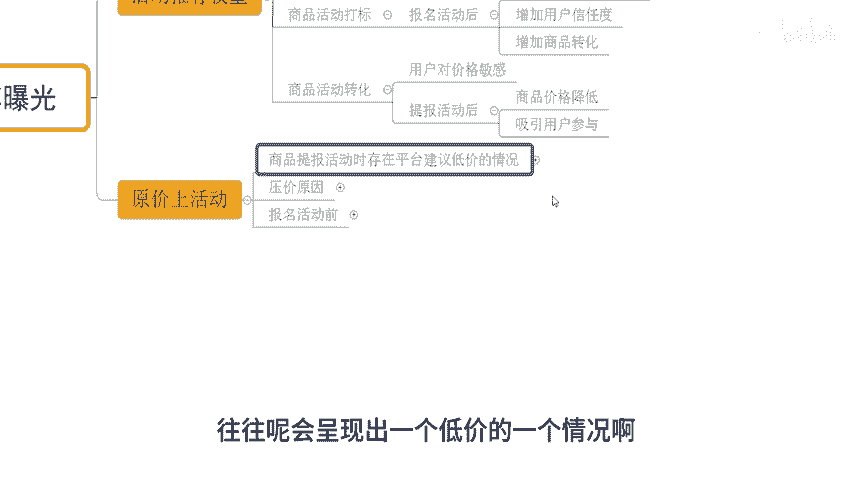 商品活动打标
报名活动后
增加用户信任度
增加商品转化
曝光
用户对价格敏感
商品活动转化
提报活动后
商品价格降低
吸引用户参与
商品提报活动时存在平台建议低价的情况
压价原因
原价上活动
报名活动前
往往呢会呈现出一个低价的一个情况啊